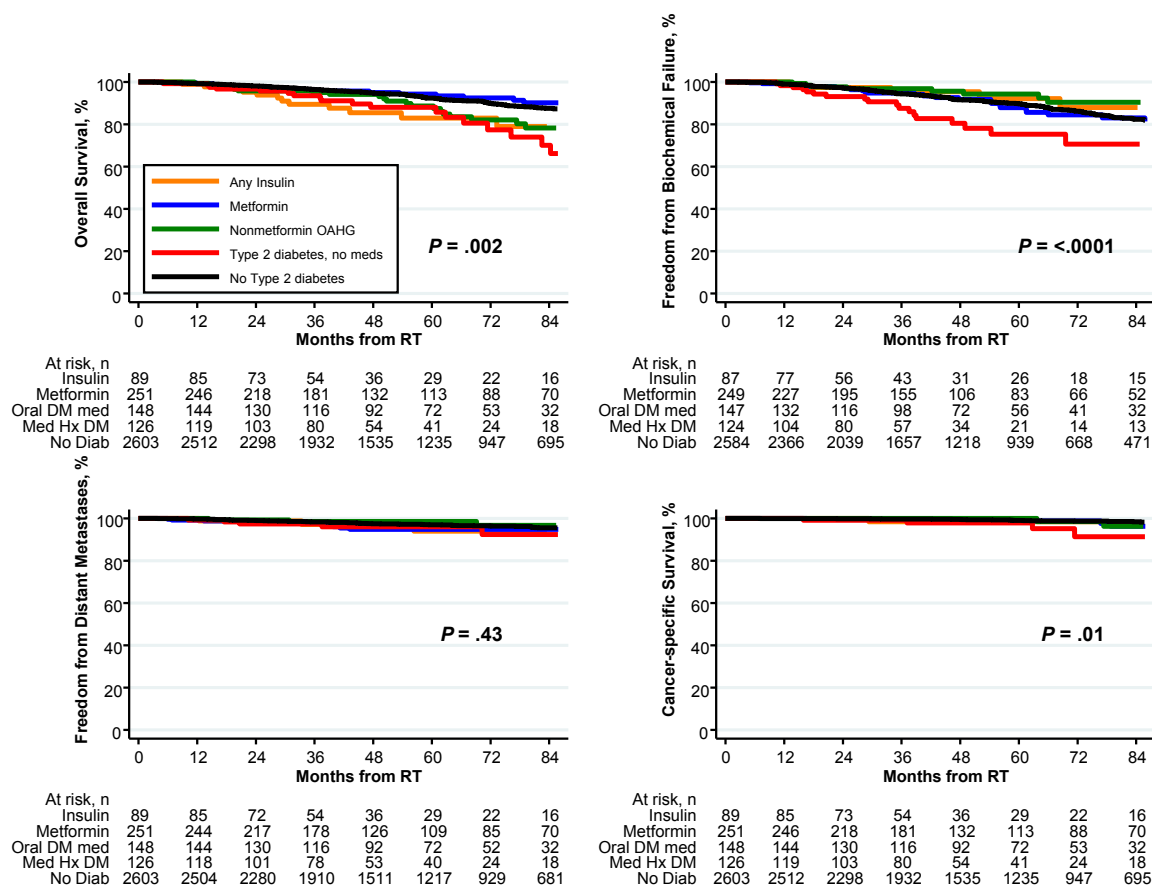 Overall Survival, %
100
80
60
40
20
0
Any Insulin
Metformin
Nonmetformin OAHG
Type 2 diabetes, no meds
No Type 2 diabetes
P = .002
0 12 24 36 48 60 72 84
Months from RT
At risk, n
Insulin 89 85 73 54 36 29 22 16
Metformin 251 246 218 181 132 113 88 70
Oral DM med 148 144 130 116 92 72 53 32
Med Hx DM 126 119 103 80 54 41 24 18
No Diab 2603 2512 2298 1932 1535 1235 947 695
Freedom from Biochemical Failure, %
100
80
60
40
20
0
P = <.0001
0 12 24 36 48 60 72 84
Months from RT
At risk, n
Insulin 87 77 56 43 31 26 18 15
Metformin 249 227 195 155 106 83 66 52
Oral DM med 147 132 116 98 72 56 41 32
Med Hx DM 124 104 80 57 34 21 14 13
No Diab 2584 2366 2039 1657 1218 939 668 471
Freedom from Distant Metastases, %
100
80
60
40
20
0
P = .43
0 12 24 36 48 60 72 84
Months from RT
At risk, n
Insulin 89 85 72 54 36 29 22 16
Metformin 251 244 217 178 126 109 85 70
Oral DM med 148 144 130 116 92 72 52 32
Med Hx DM 126 118 101 78 53 40 24 18
No Diab 2603 2504 2280 1910 1511 1217 929 681
Cancer-specific Survival, %
100
80
60
40
20
0
P = .01
0 12 24 36 48 60 72 84
Months from RT
At risk, n
Insulin 89 85 73 54 36 29 22 16
Metformin 251 246 218 181 132 113 88 70
Oral DM med 148 144 130 116 92 72 53 32
Med Hx DM 126 119 103 80 54 41 24 18
No Diab 2603 2512 2298 1932 1535 1235 947 695